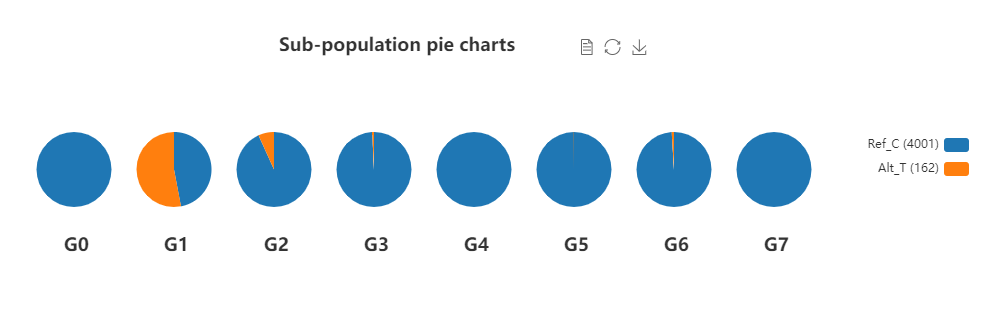 Sub-population pie charts
Ref_C (4001)
Alt_T (162)
G0 G1 G2 G3 G4 G5 G6 G7